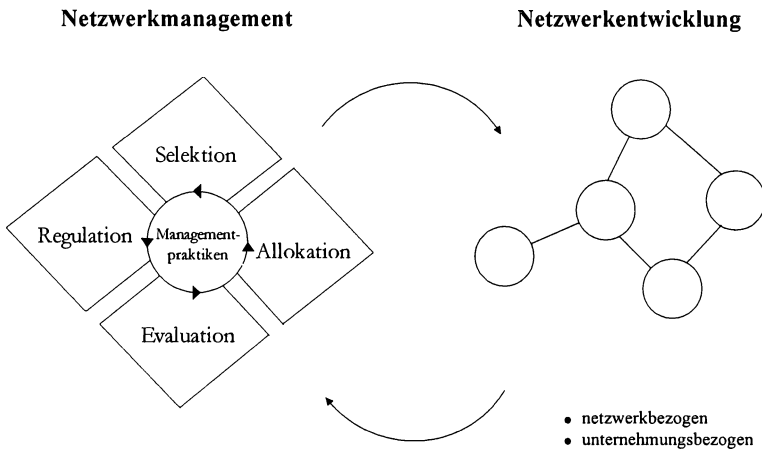 Netzwerkmanagement
Netzwerkentwicklung
Selektion
Regulation
Management-
praktiken
Allokation
Evaluation
• netzwerkbezogen
• unternehmungsbezogen